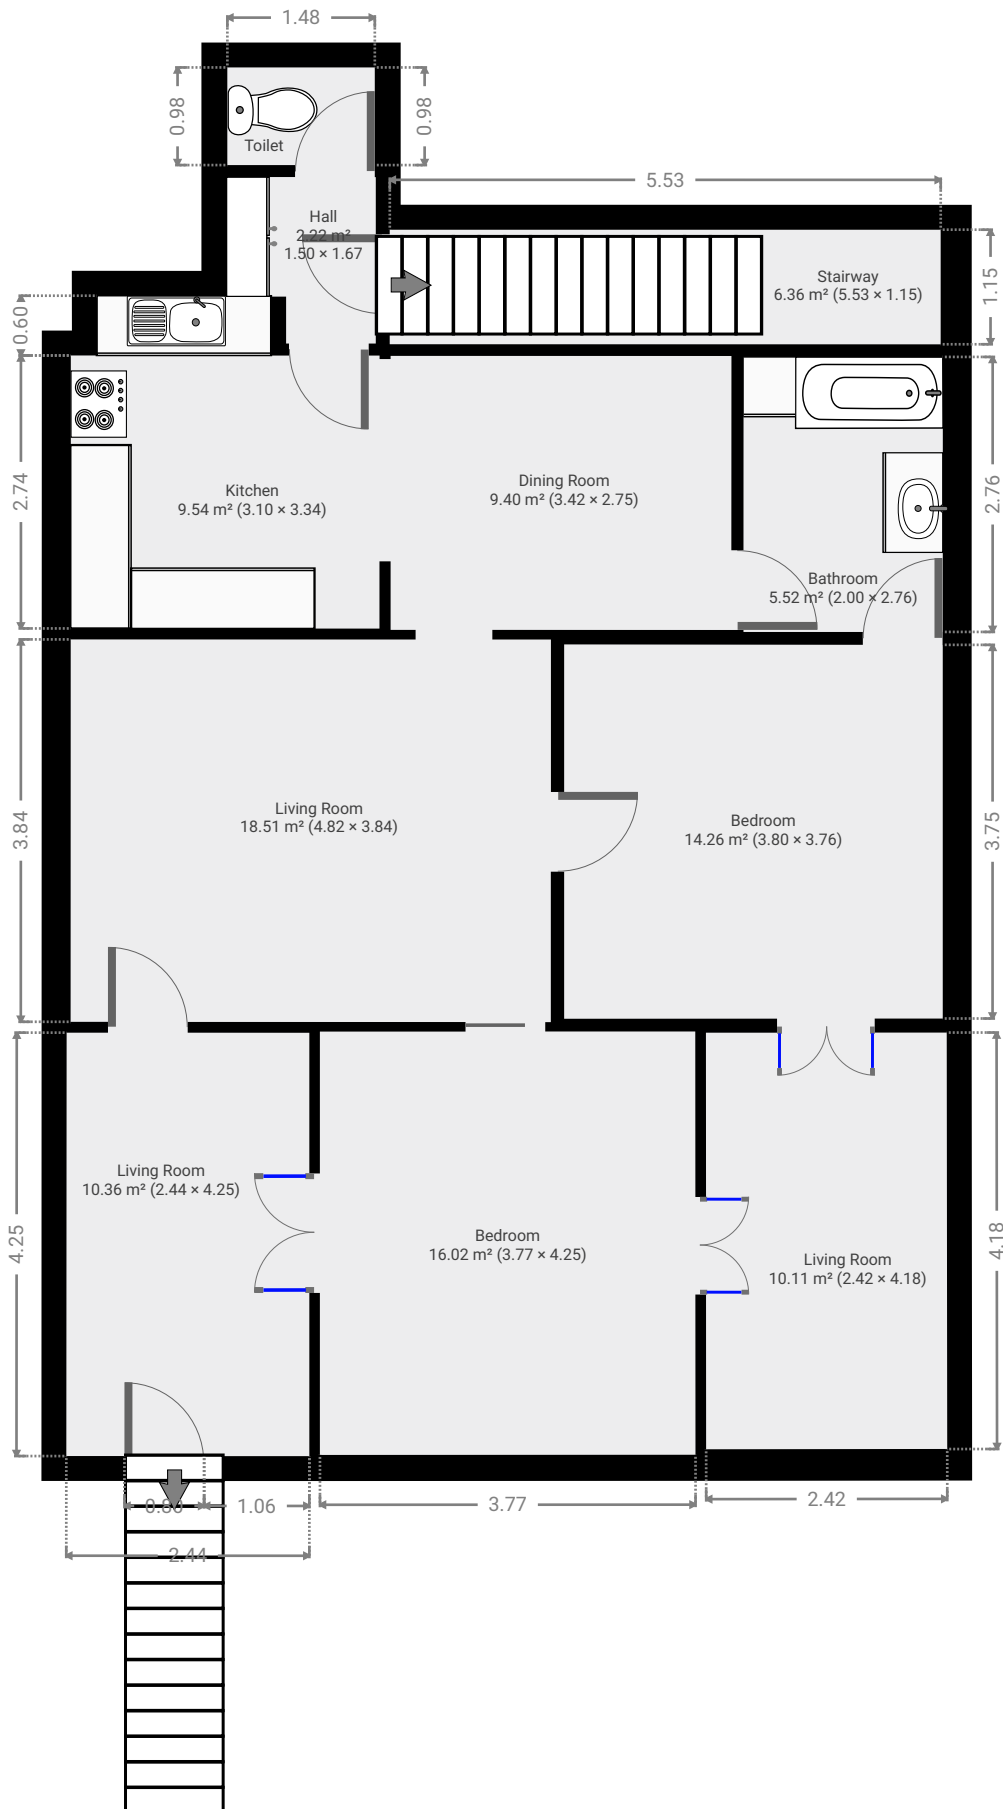 1.48
0.98
0.98
Toilet
5.53
Hall
2.22 m²
1.50 × 1.67
Stairway
6.36 m² (5.53 × 1.15)
1.15
0.60
Kitchen
9.54 m² (3.10 × 3.34)
Dining Room
9.40 m² (3.42 × 2.75)
2.74
2.76
Bathroom
5.52 m² (2.00 × 2.76)
Living Room
18.51 m² (4.82 × 3.84)
Bedroom
14.26 m² (3.80 × 3.76)
3.84
3.75
Living Room
10.36 m² (2.44 × 4.25)
Bedroom
16.02 m² (3.77 × 4.25)
Living Room
10.11 m² (2.42 × 4.18)
4.25
4.18
0.80
1.06
3.77
2.42
2.44